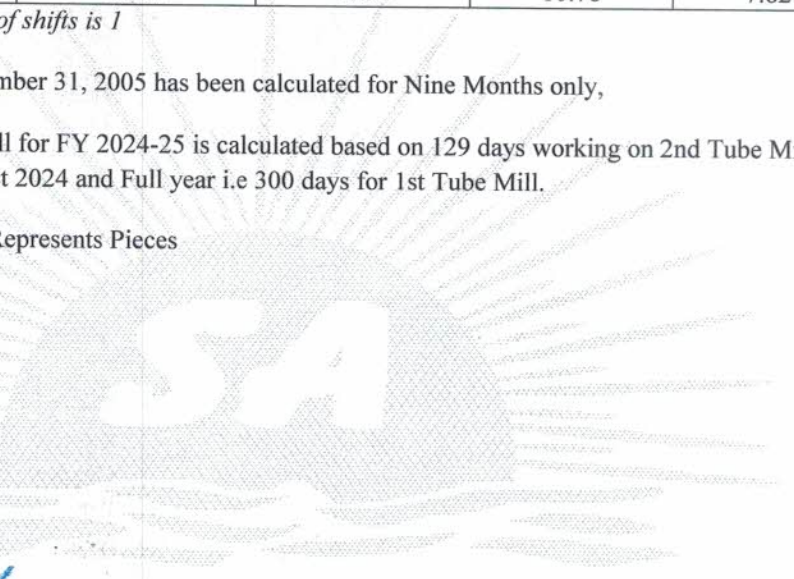 of shifts is 1
mber 31, 2005 has been calculated for Nine Months only,
ll for FY 2024-25 is calculated based on 129 days working on 2nd Tube M
t 2024 and Full year i.e 300 days for 1st Tube Mill.
epresents Pieces
SA